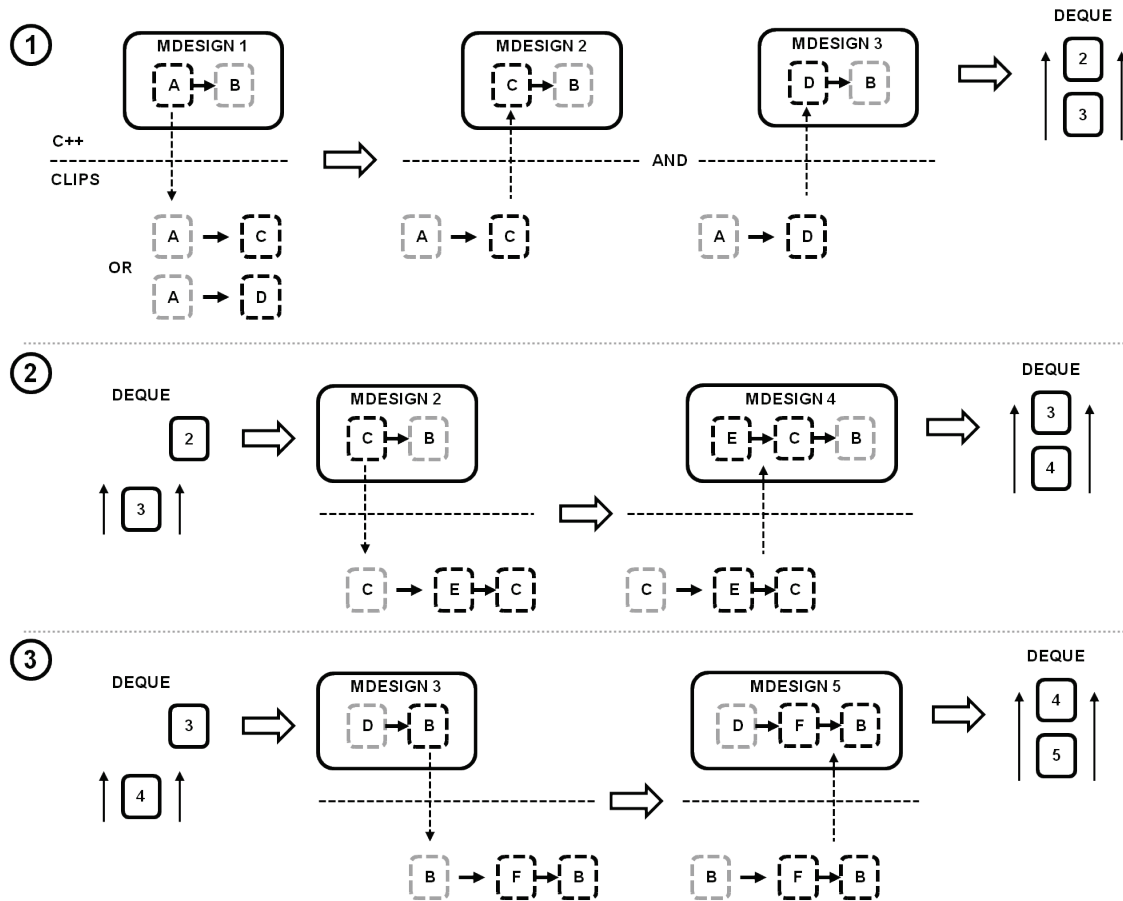 1
MDESIGN 1
A B
C++
CLIPS
A C
OR
A D
MDESIGN 2
C B
A C
AND
MDESIGN 3
D B
A D
DEQUE
2
3
2
DEQUE
2
3
MDESIGN 2
C B
C E C
MDESIGN 4
E C B
C E C
DEQUE
3
4
3
DEQUE
3
4
MDESIGN 3
D B
B F B
MDESIGN 5
D F B
B F B
DEQUE
4
5